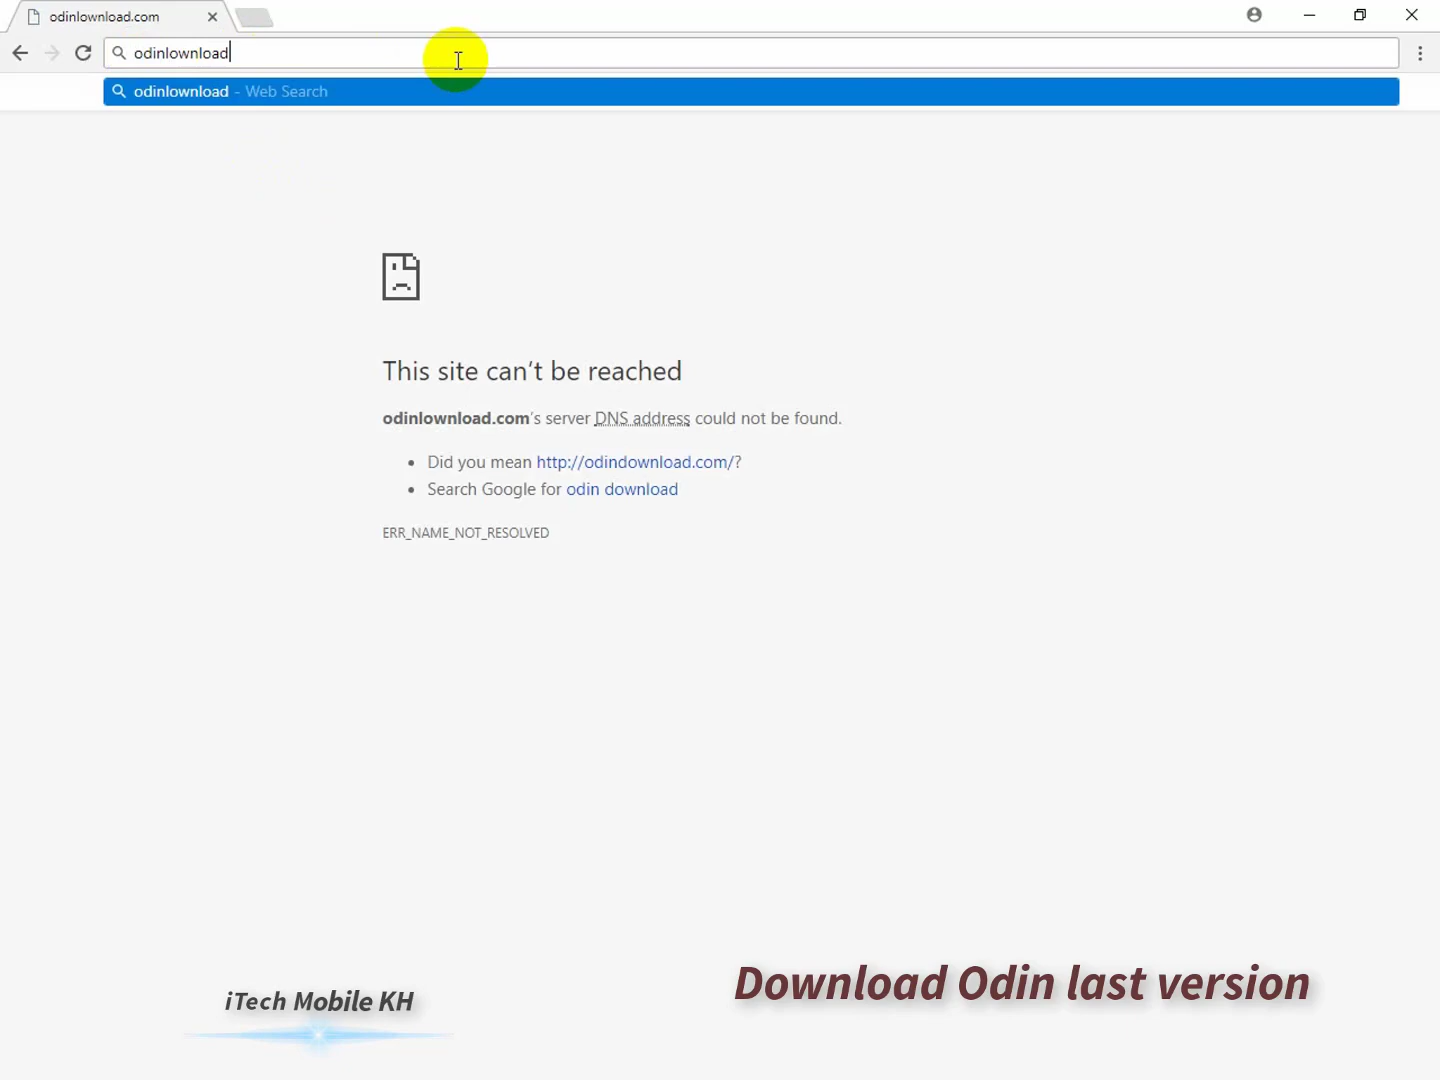 odinlownload.com
odinlownload
odinlownload - Web Search
This site can't be reached
odinlownload.com's server DNS address could not be found.
• Did you mean http://odindownload.com/?
• Search Google for odin download
ERR_NAME_NOT_RESOLVED
Download Odin last version
iTech Mobile KH